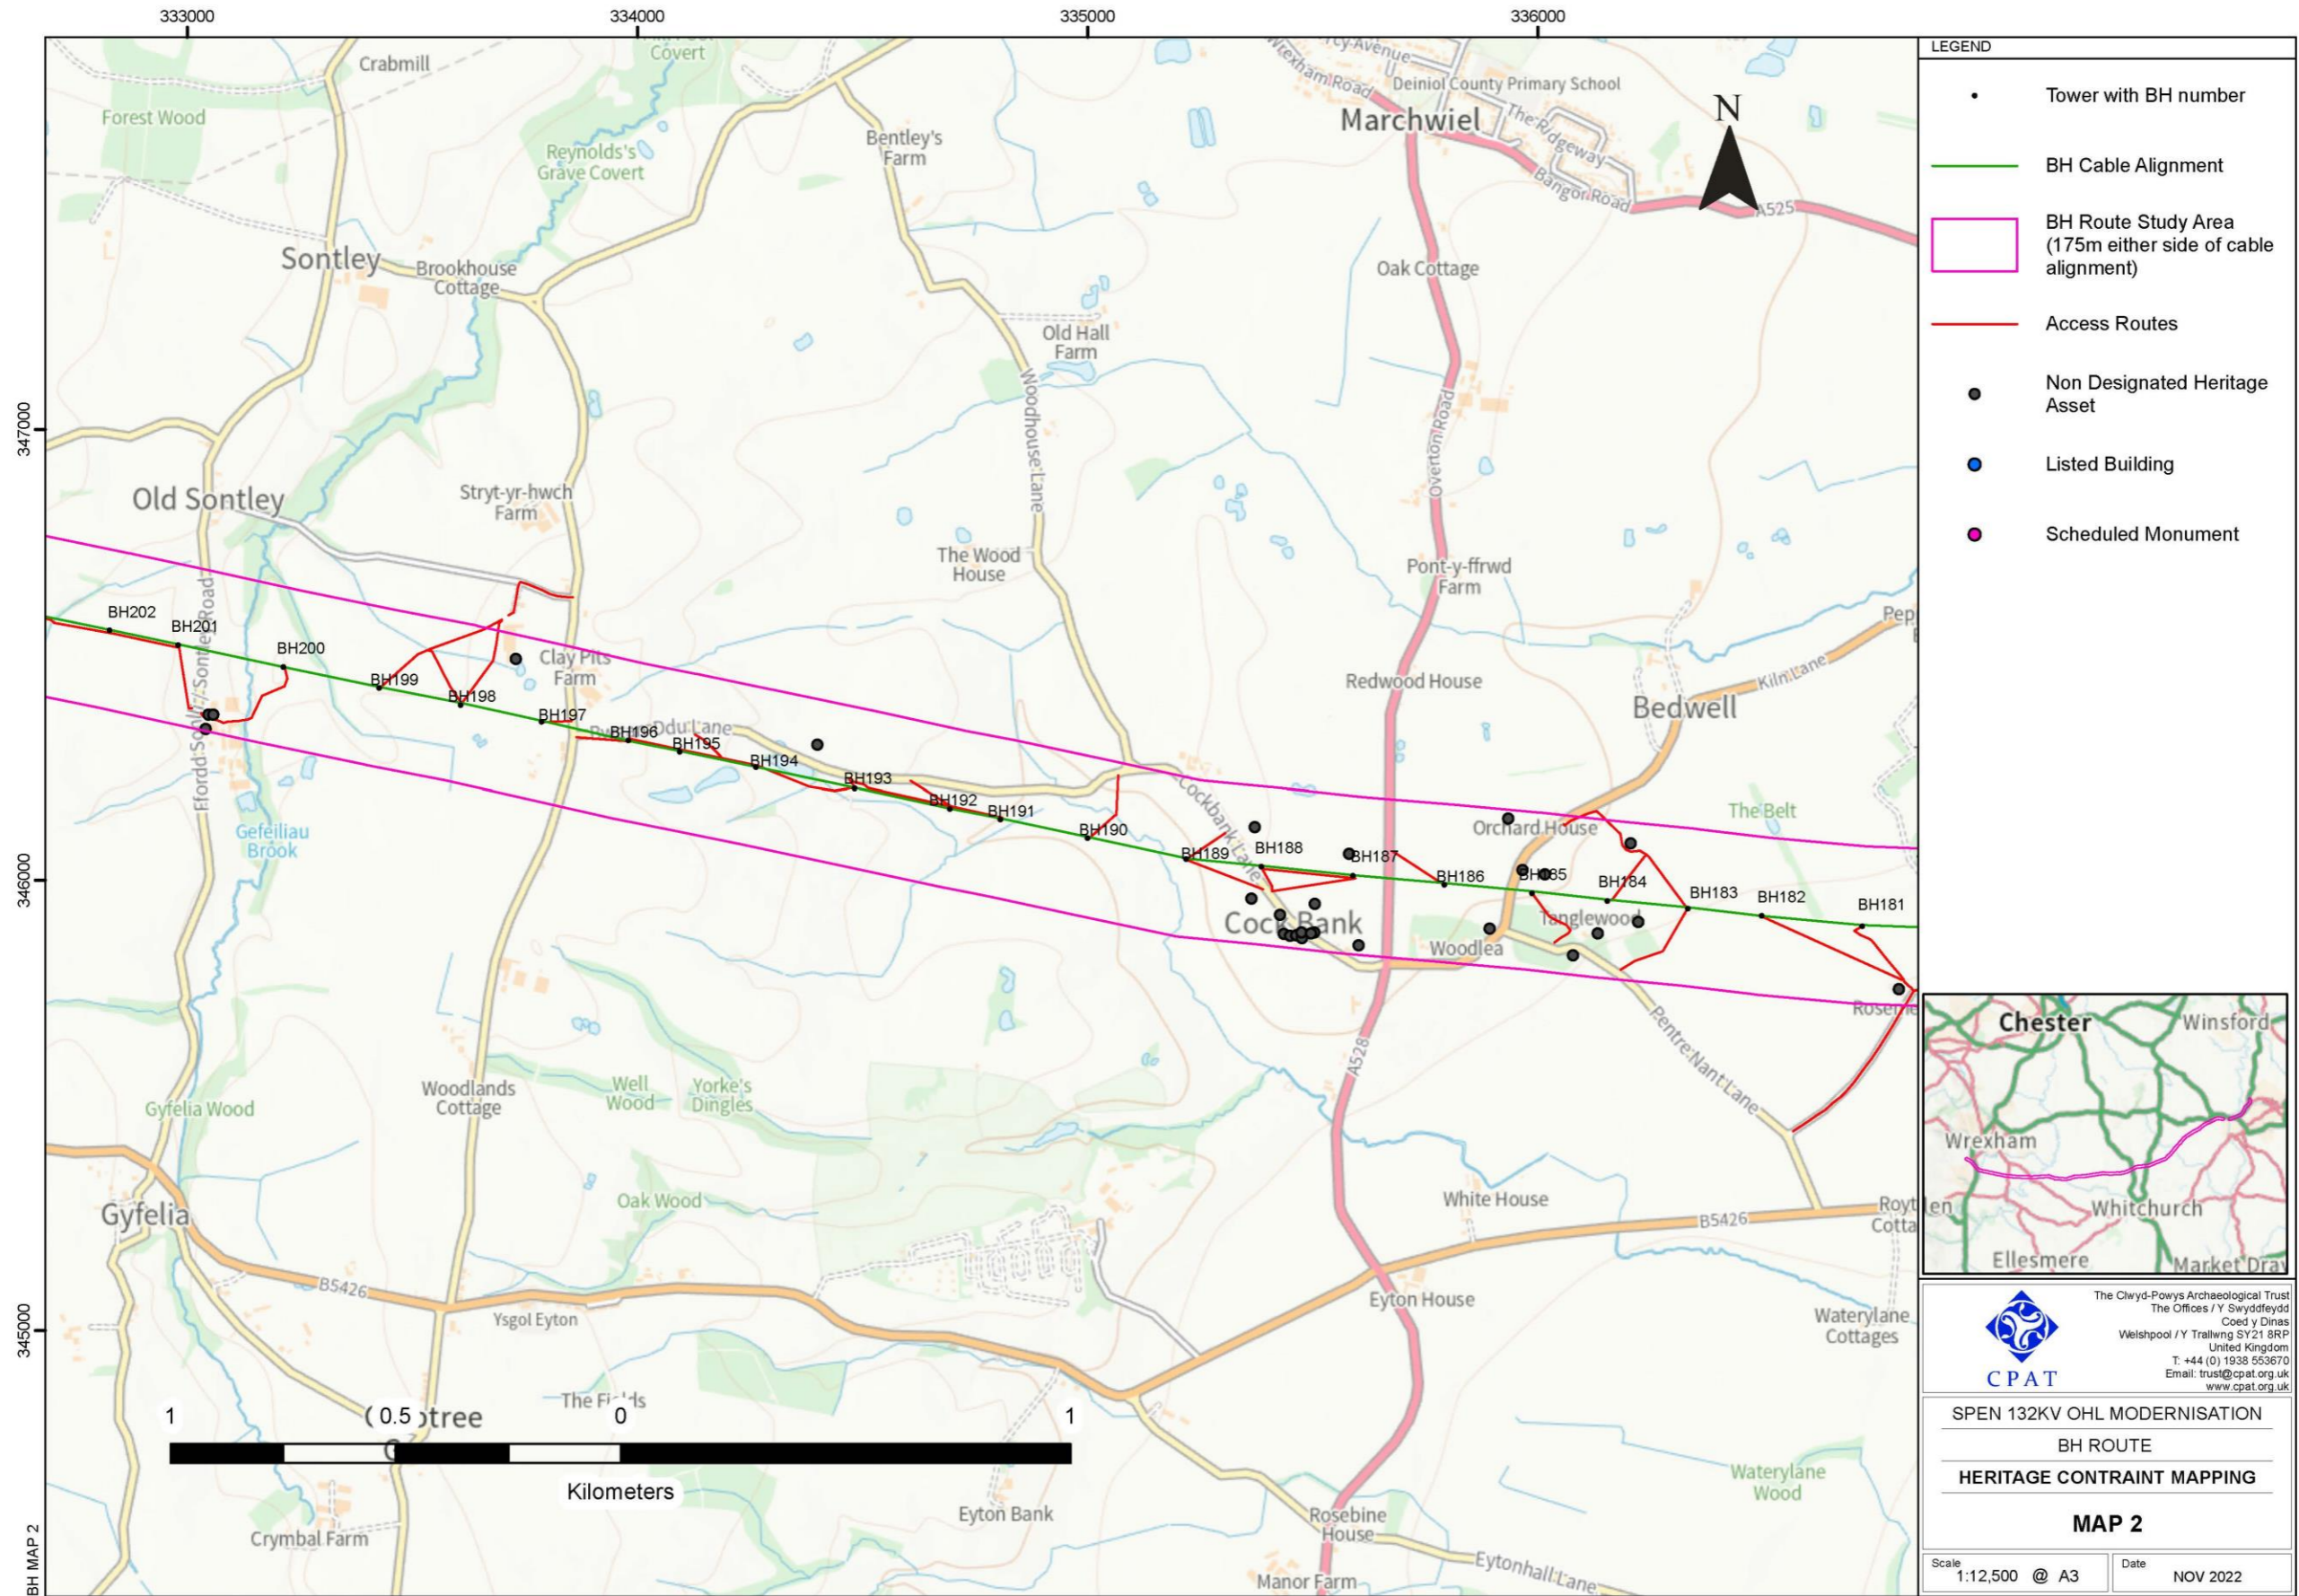 333000
334000
335000
336000
347000
346000
345000
BH MAP 2
Crabmill
Covert
Forest Wood
Reynolds's
Grave Covert
Bentley's
Farm
Wrexham Road
Deiniol County Primary School
Marchwiel
The Ridgeway
Bangor Road
A525
N
Sontley
Brookhouse
Cottage
Oak Cottage
Old Hall
Farm
Woodhouse Lane
Overton Road
Old Sontley
Stryt-yr-hwch
Farm
The Wood
House
Pont-y-ffrwd
Farm
Redwood House
Bedwell
Kiln Lane
BH202
BH201
BH200
BH199
BH198
BH197
BH196
BH195
BH194
BH193
BH192
BH191
BH190
BH189
BH188
BH187
BH186
BH185
BH184
BH183
BH182
BH181
Clay Pits
Farm
Ddu Lane
Sontley Road
Gefeiliau
Brook
Cockbank Lane
Orchard House
The Belt
Cock Bank
Tanglewood
Woodlea
Pentre Nant Lane
A528
Woodlands
Cottage
Gyfelia Wood
Well
Wood
Yorke's
Dingles
Oak Wood
White House
B5426
Gyfelia
B5426
Ysgol Eyton
Eyton House
Waterylane
Cottages
The Fields
1
0.5
0
1
Kilometers
Crymbal Farm
Eyton Bank
Rosebine
House
Waterylane
Wood
Eytonhall Lane
Manor Farm
LEGEND
Tower with BH number
BH Cable Alignment
BH Route Study Area
(175m either side of cable
alignment)
Access Routes
Non Designated Heritage
Asset
Listed Building
Scheduled Monument
Chester
Winsford
Wrexham
Whitchurch
Ellesmere
Market Dray
The Clwyd-Powys Archaeological Trust
The Offices / Y Swyddfeydd
Coed y Dinas
Welshpool / Y Trallwng SY21 8RP
United Kingdom
T: +44 (0) 1938 553670
Email: trust@cpat.org.uk
www.cpat.org.uk
CPAT
SPEN 132KV OHL MODERNISATION
BH ROUTE
HERITAGE CONTRAINT MAPPING
MAP 2
Scale
1:12,500 @ A3
Date
NOV 2022